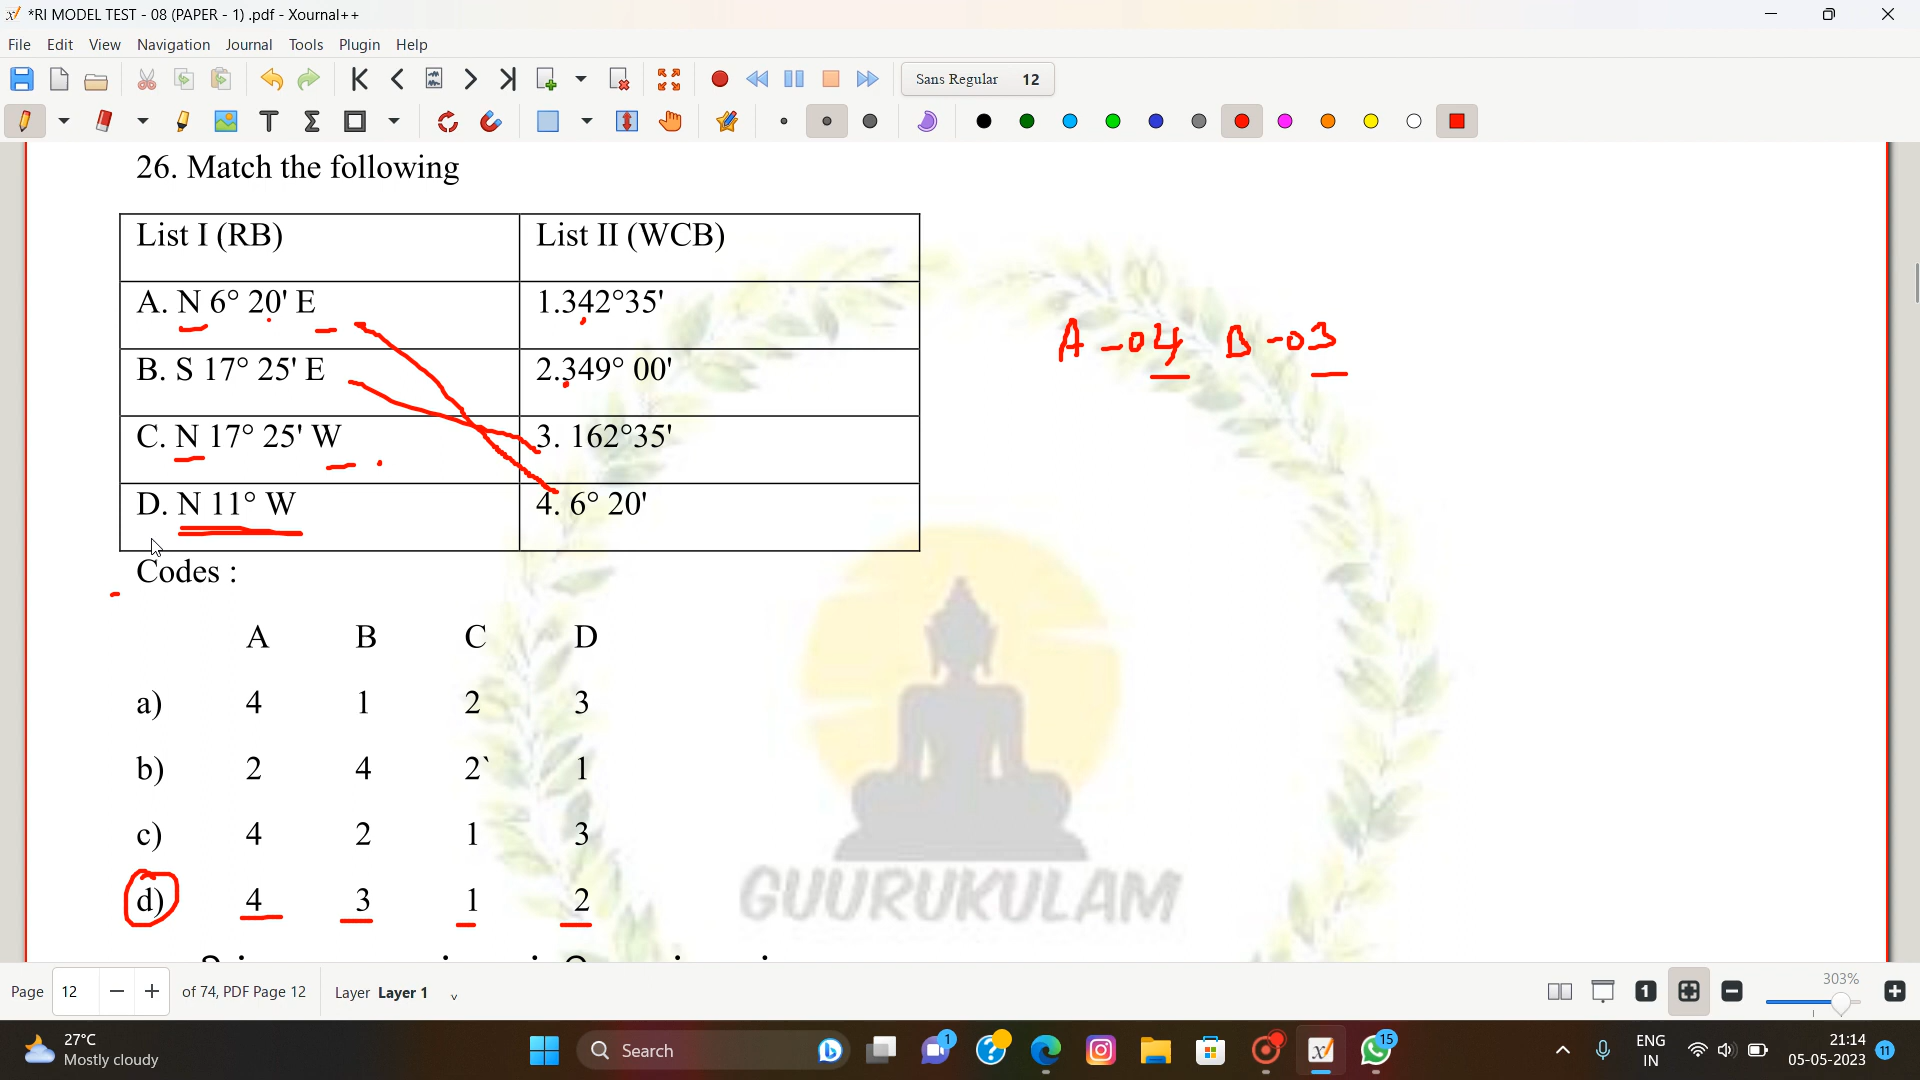 *RI MODEL TEST - 08 (PAPER - 1) .pdf - Xournal++
File Edit View Navigation Journal Tools Plugin Help
Sans Regular 12
26. Match the following
List I (RB) List II (WCB)
A. N 6° 20' E 1.342°35'
A - 04 B - 03
B. S 17° 25' E 2.349° 00'
C. N 17° 25' W 3. 162°35'
D. N 11° W 4. 6° 20'
Codes :
A B C D
a) 4 1 2 3
b) 2 4 2` 1
c) 4 2 1 3
d) 4 3 1 2
GUURUKULAM
Page 12 of 74, PDF Page 12 Layer Layer 1 303%
27°C
Mostly cloudy
Search
1
15
ENG
IN
21:14
05-05-2023
11